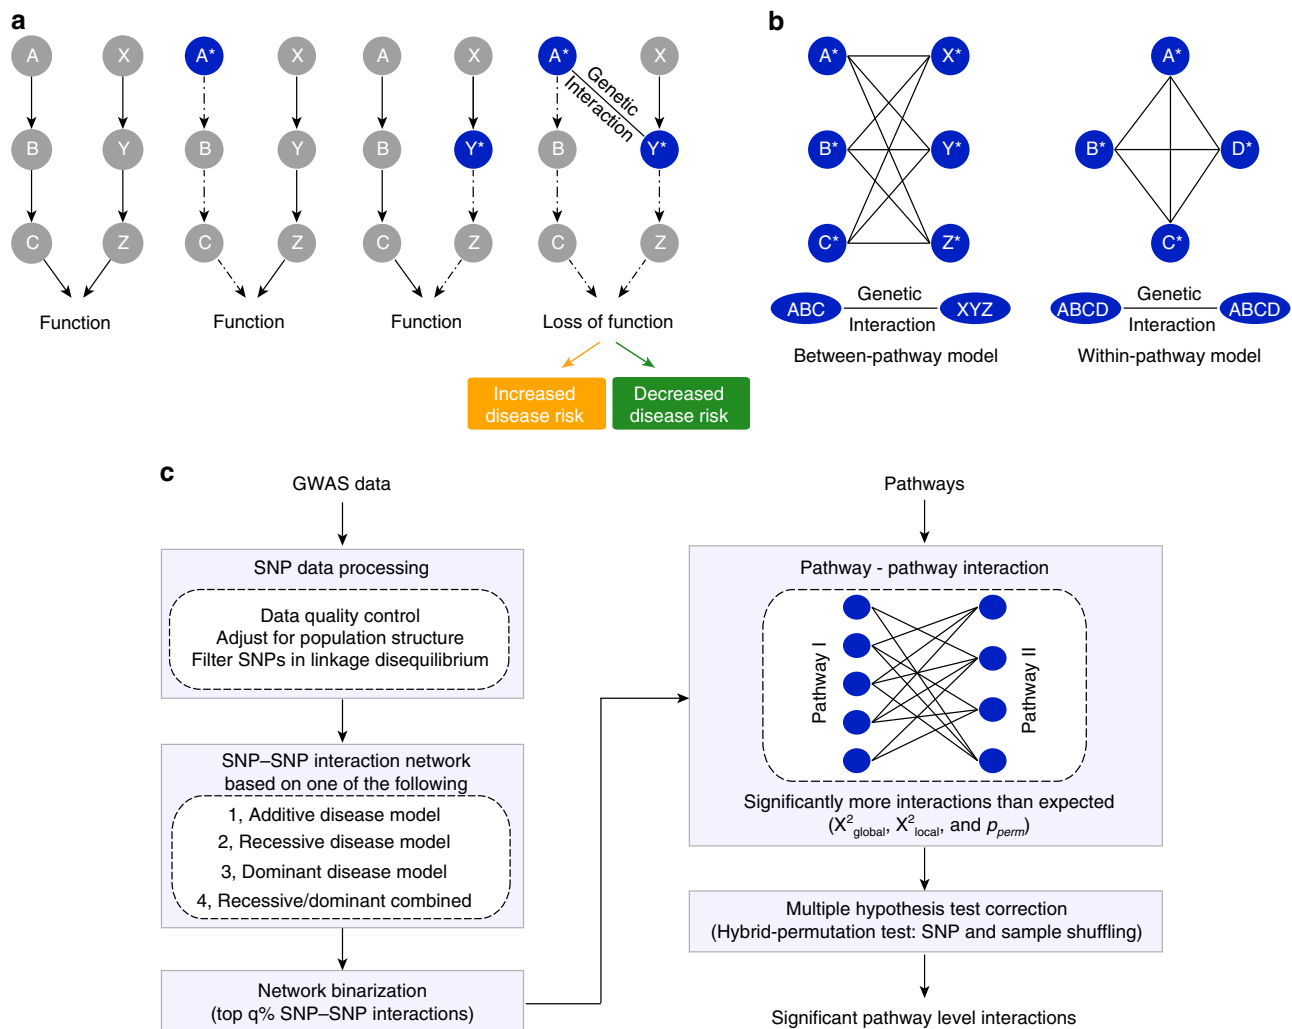 a
A X A* X A X A* X
Genetic
Interaction
B Y B Y B Y* B Y*
C Z C Z C Z C Z
Function Function Function Loss of function
Increased
disease risk
Decreased
disease risk
b
A* X*
B* Y*
C* Z*
ABC Genetic XYZ
Interaction
Between-pathway model
A*
B* D*
C*
ABCD Genetic ABCD
Interaction
Within-pathway model
c
GWAS data
SNP data processing
Data quality control
Adjust for population structure
Filter SNPs in linkage disequilibrium
SNP–SNP interaction network
based on one of the following
1, Additive disease model
2, Recessive disease model
3, Dominant disease model
4, Recessive/dominant combined
Network binarization
(top q% SNP–SNP interactions)
Pathways
Pathway - pathway interaction
Pathway I
Pathway II
Significantly more interactions than expected
(X²global, X²local, and pperm)
Multiple hypothesis test correction
(Hybrid-permutation test: SNP and sample shuffling)
Significant pathway level interactions